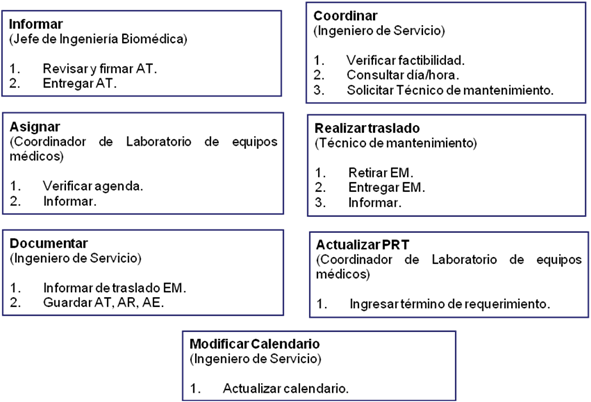 Informar
(Jefe de Ingeniería Biomédica)
1. Revisar y firmar AT.
2. Entregar AT.
Coordinar
(Ingeniero de Servicio)
1. Verificar factibilidad.
2. Consultar día/hora.
3. Solicitar Técnico de mantenimiento.
Asignar
(Coordinador de Laboratorio de equipos
médicos)
1. Verificar agenda.
2. Informar.
Realizar traslado
(Técnico de mantenimiento)
1. Retirar EM.
2. Entregar EM.
3. Informar.
Documentar
(Ingeniero de Servicio)
1. Informar de traslado EM.
2. Guardar AT, AR, AE.
Actualizar PRT
(Coordinador de Laboratorio de equipos
médicos)
1. Ingresar término de requerimiento.
Modificar Calendario
(Ingeniero de Servicio)
1. Actualizar calendario.